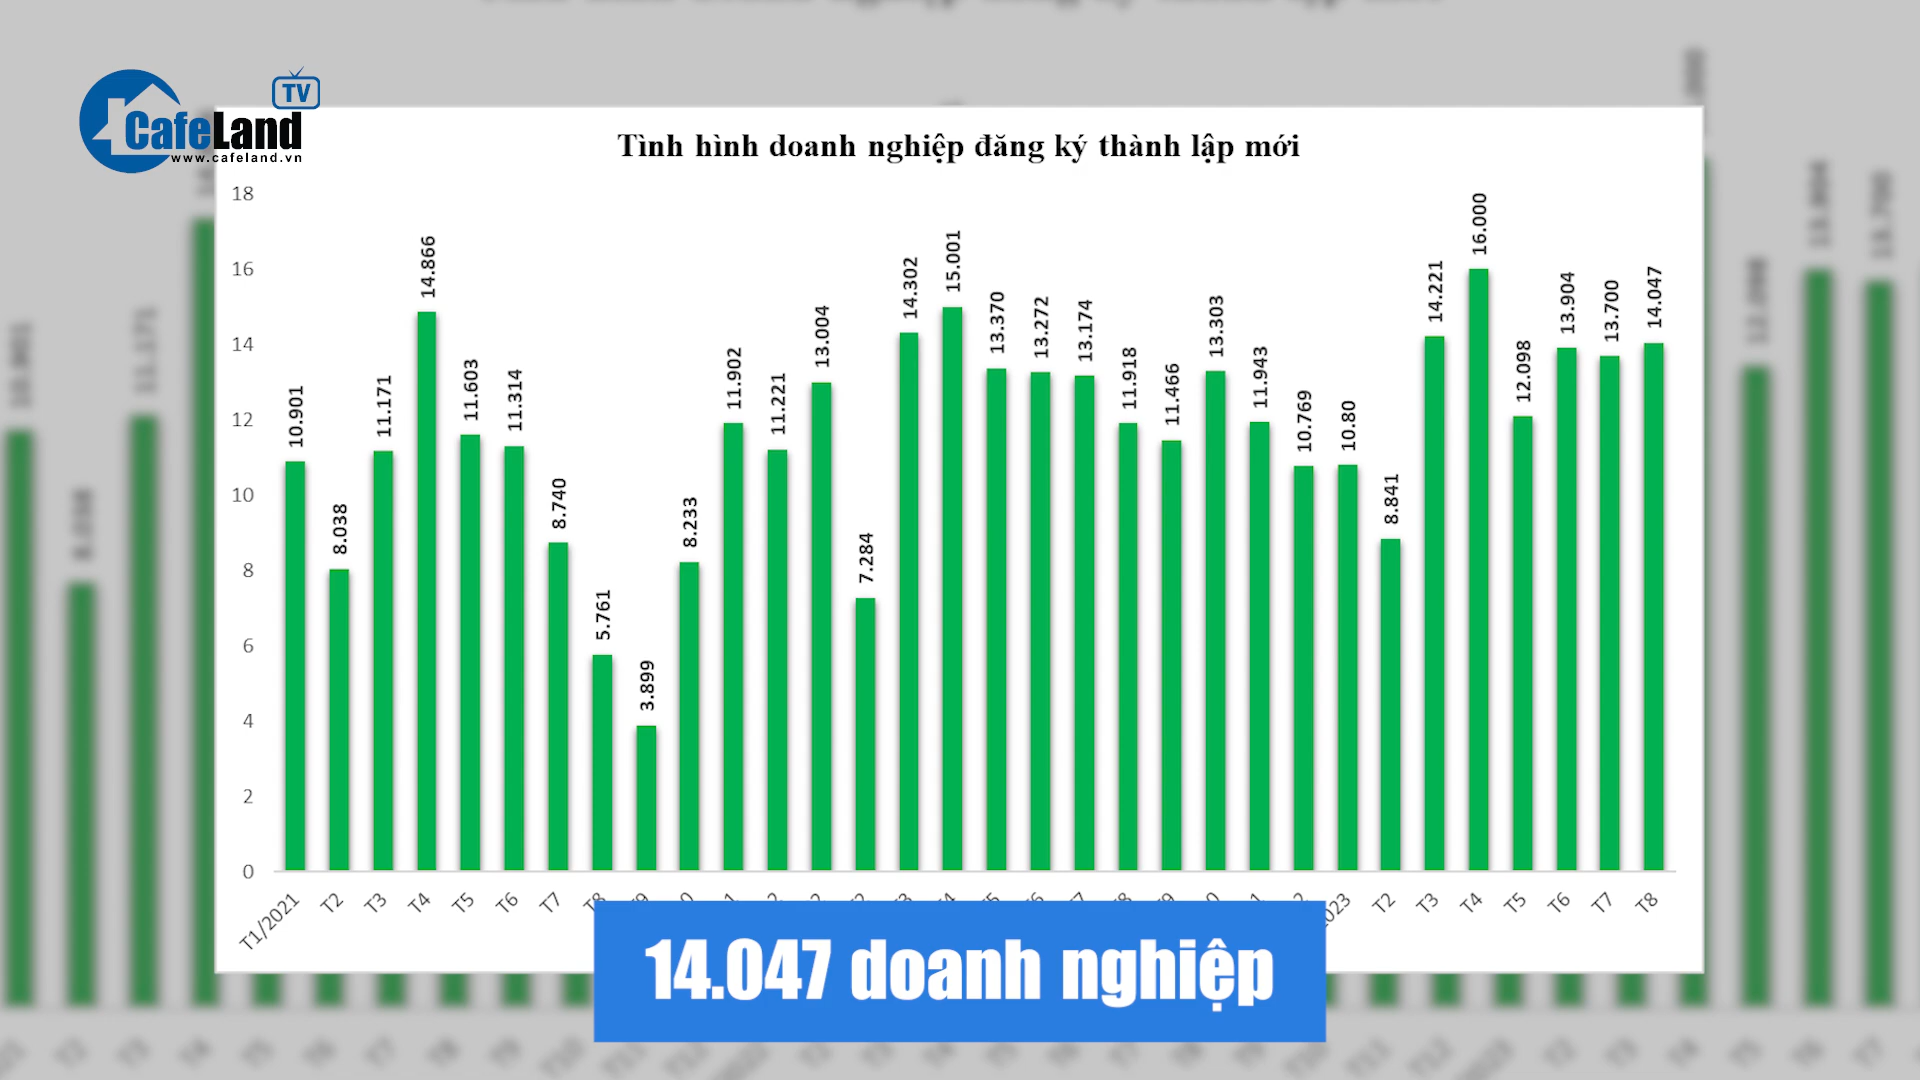 TV
CafeLand
www.cafeland.vn
Tình hình doanh nghiệp đăng ký thành lập mới
18
16
14
12
10
8
6
4
2
0
10.901
8.038
11.171
14.866
11.603
11.314
8.740
5.761
3.899
8.233
11.902
11.221
13.004
7.284
14.302
15.001
13.370
13.272
13.174
11.918
11.466
13.303
11.943
10.769
10.80
8.841
14.221
16.000
12.098
13.904
13.700
14.047
T1/2021
T2
T3
T4
T5
T6
T7
T8
T2
T3
T4
T5
T6
T7
T8
14.047 doanh nghiệp